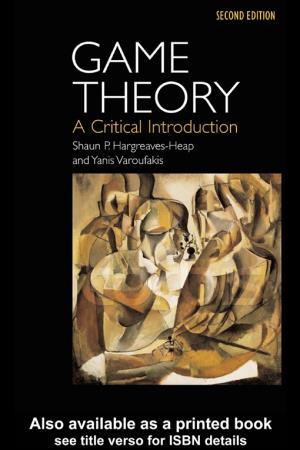 SECOND EDITION
GAME
THEORY
A Critical Introduction
Shaun P. Hargreaves-Heap
and Yanis Varoufakis
Also available as a printed book
see title verso for ISBN details